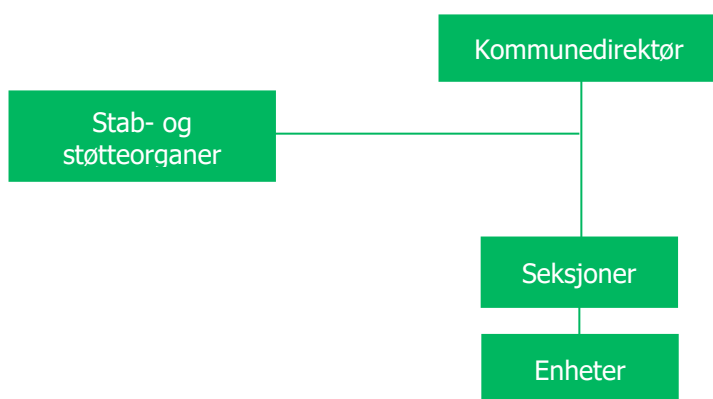 Kommunedirektør
Stab- og
støtteorganer
Seksjoner
Enheter